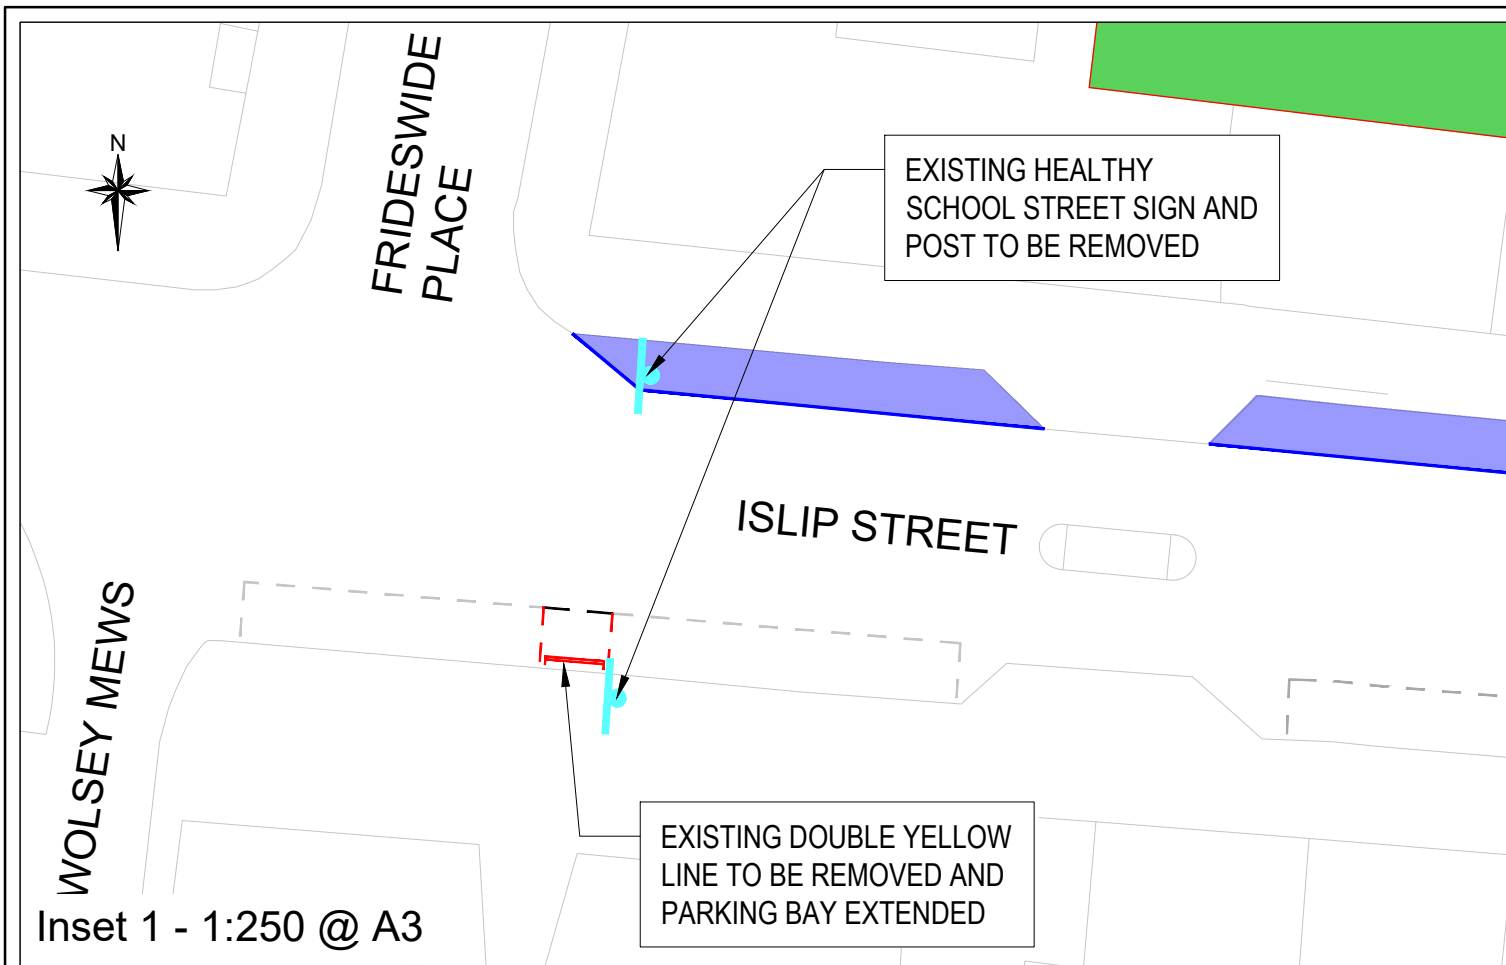 N
FRIDESWIDE
PLACE
EXISTING HEALTHY
SCHOOL STREET SIGN AND
POST TO BE REMOVED
ISLIP STREET
WOLSEY MEWS
EXISTING DOUBLE YELLOW
LINE TO BE REMOVED AND
PARKING BAY EXTENDED
Inset 1 - 1:250 @ A3